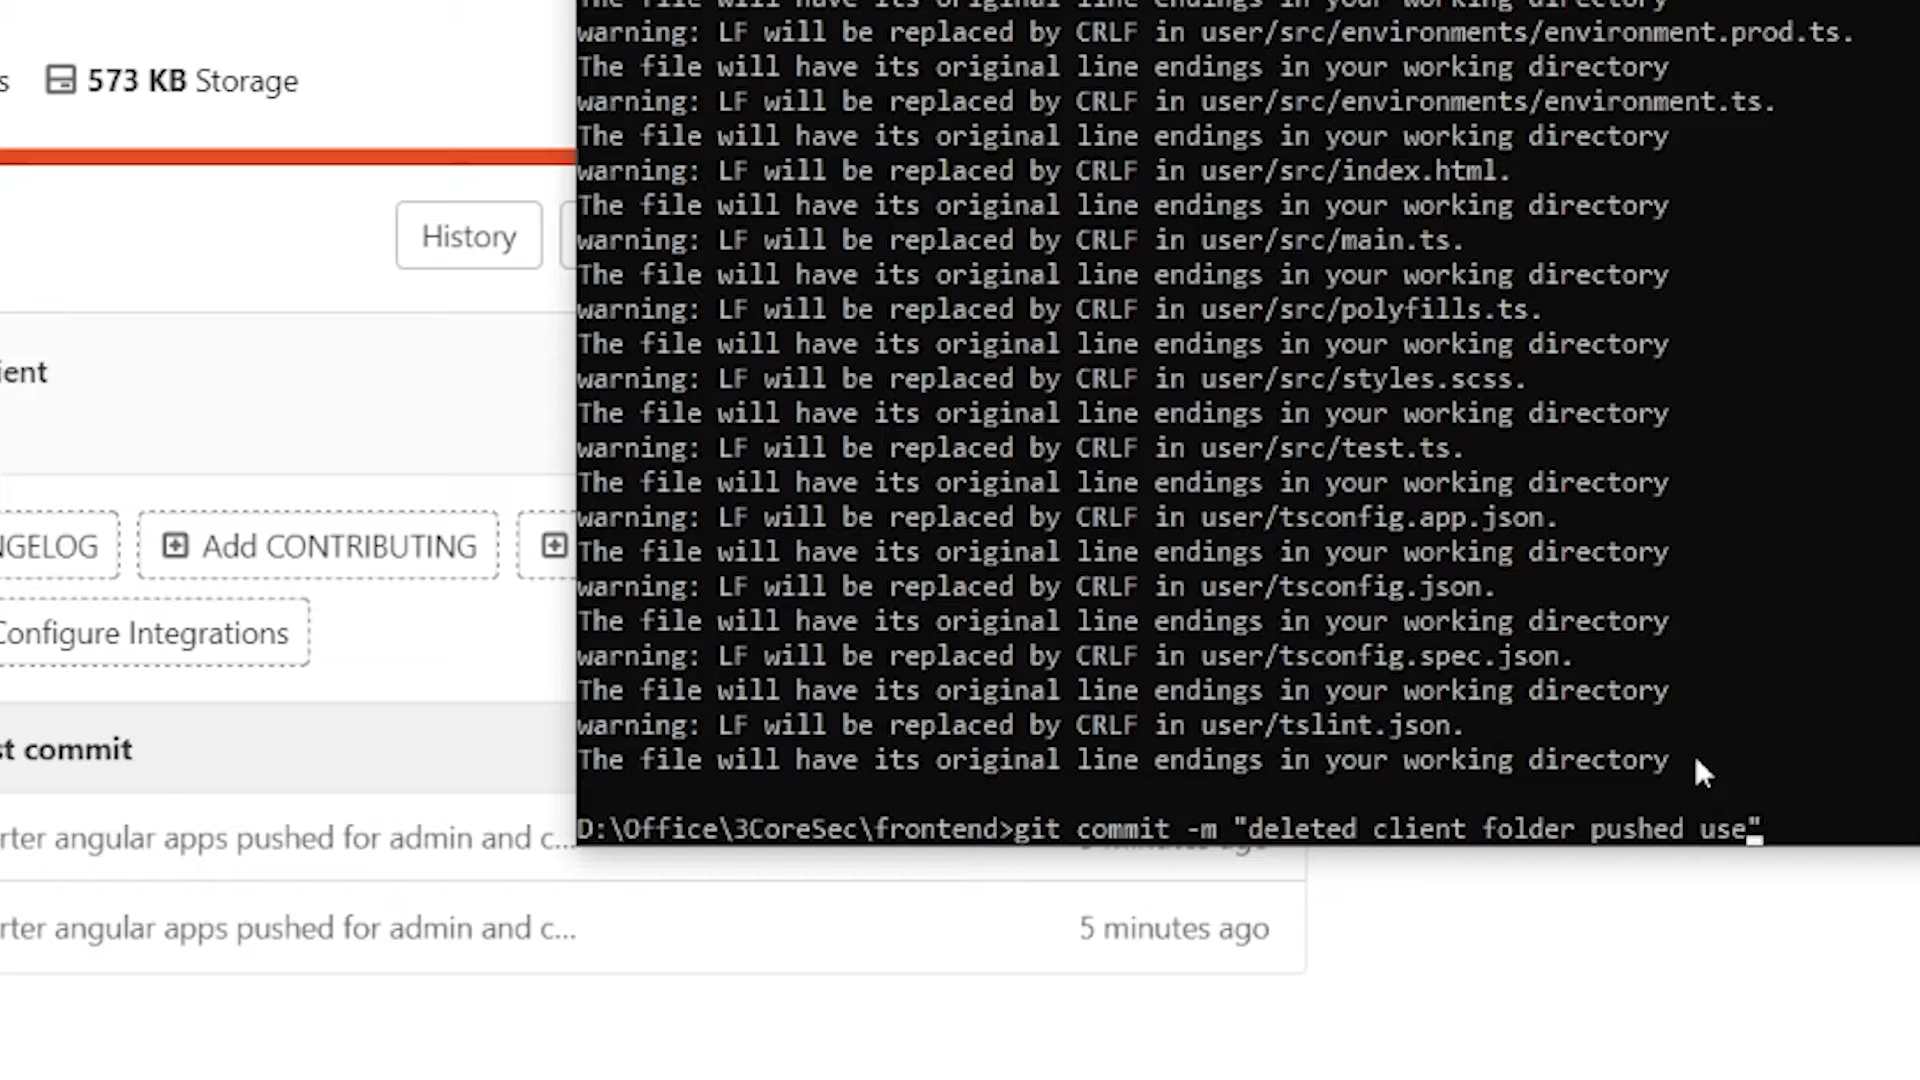 573 KB Storage
History
ient
NGELOG
Add CONTRIBUTING
Configure Integrations
st commit
rter angular apps pushed for admin and c...
rter angular apps pushed for admin and c...
5 minutes ago
The file will have its original line endings in your working directory
warning: LF will be replaced by CRLF in user/src/environments/environment.prod.ts.
The file will have its original line endings in your working directory
warning: LF will be replaced by CRLF in user/src/environments/environment.ts.
The file will have its original line endings in your working directory
warning: LF will be replaced by CRLF in user/src/index.html.
The file will have its original line endings in your working directory
warning: LF will be replaced by CRLF in user/src/main.ts.
The file will have its original line endings in your working directory
warning: LF will be replaced by CRLF in user/src/polyfills.ts.
The file will have its original line endings in your working directory
warning: LF will be replaced by CRLF in user/src/styles.scss.
The file will have its original line endings in your working directory
warning: LF will be replaced by CRLF in user/src/test.ts.
The file will have its original line endings in your working directory
warning: LF will be replaced by CRLF in user/tsconfig.app.json.
The file will have its original line endings in your working directory
warning: LF will be replaced by CRLF in user/tsconfig.json.
The file will have its original line endings in your working directory
warning: LF will be replaced by CRLF in user/tsconfig.spec.json.
The file will have its original line endings in your working directory
warning: LF will be replaced by CRLF in user/tslint.json.
The file will have its original line endings in your working directory
D:\Office\3CoreSec\frontend>git commit -m "deleted client folder pushed use"